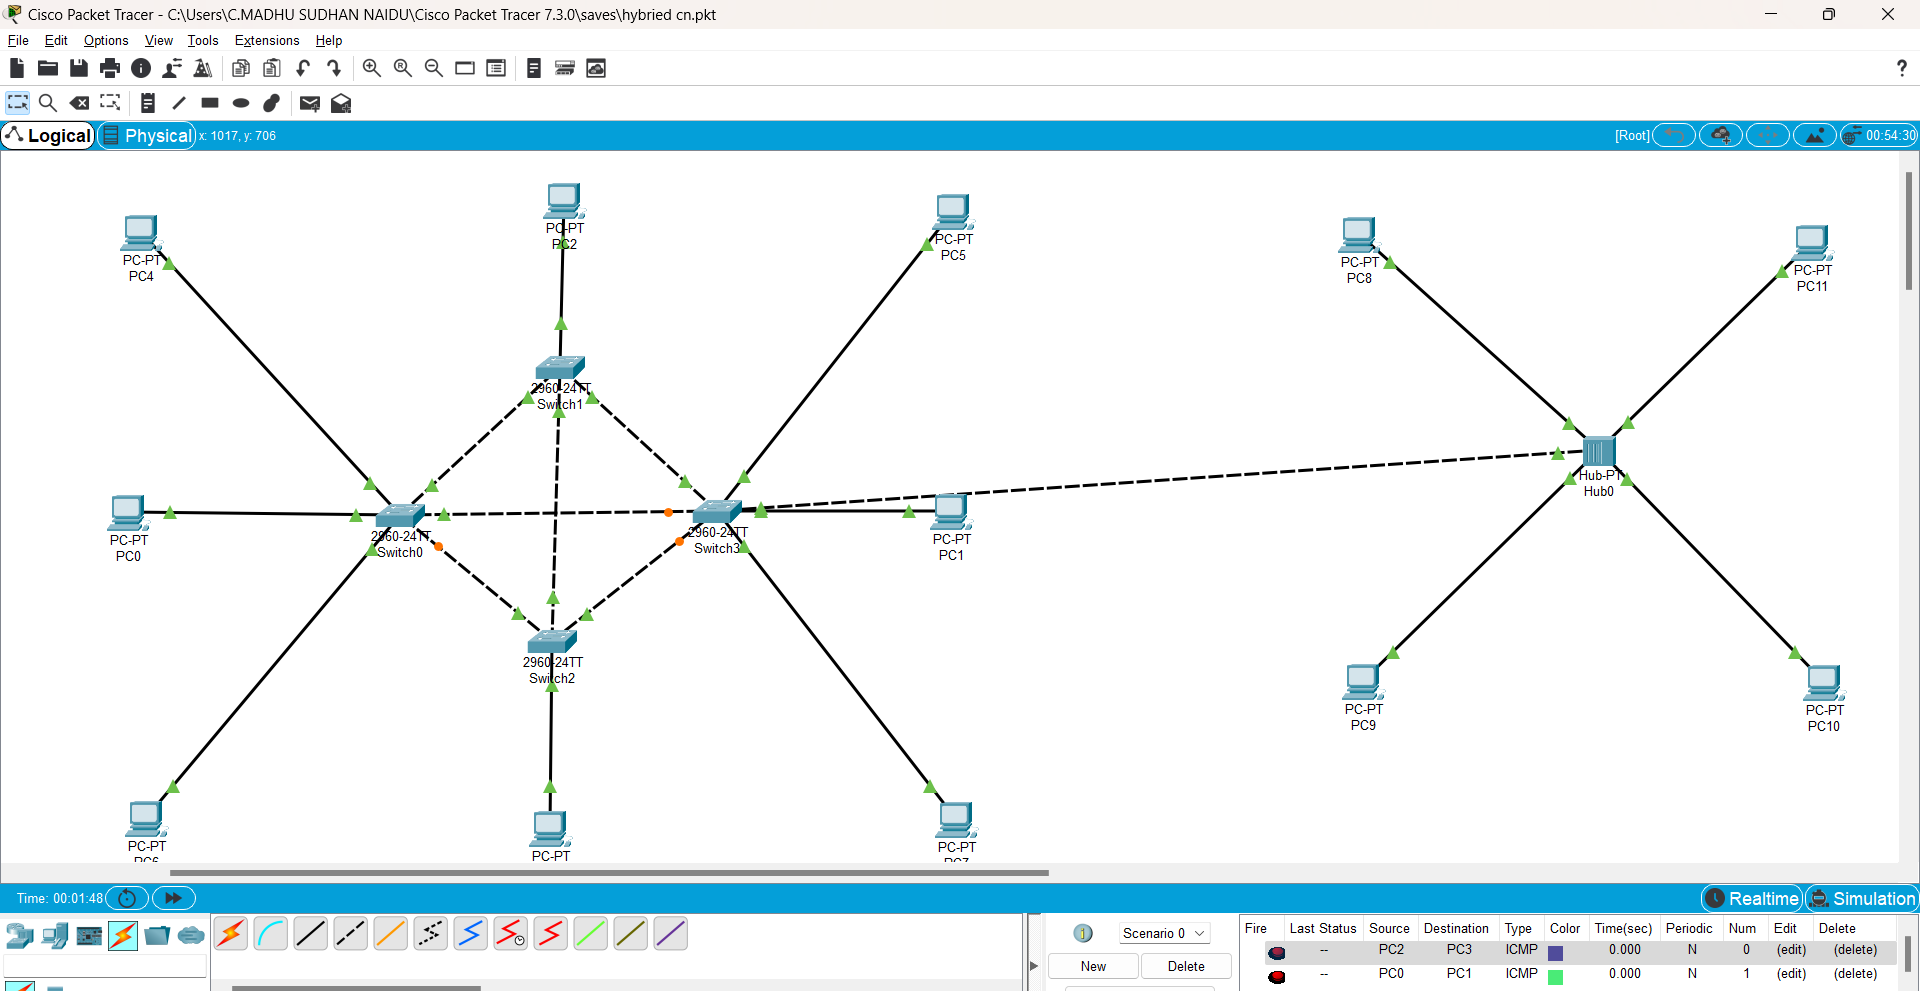 Cisco Packet Tracer - C:\Users\C.MADHU SUDHAN NAIDU\Cisco Packet Tracer 7.3.0\saves\hybried cn.pkt
File Edit Options View Tools Extensions Help
?
Logical Physical x: 1017, y: 706 [Root] 00:54:30
PC-PT
PC4
PC-PT
PC2
PC-PT
PC5
PC-PT
PC8
PC-PT
PC11
2960-24TT
Switch1
PC-PT
PC0
2960-24TT
Switch0
2960-24TT
Switch3
PC-PT
PC1
Hub-PT
Hub0
2960-24TT
Switch2
PC-PT
PC9
PC-PT
PC10
PC-PT
PC6
PC-PT
PC-PT
PC7
Time: 00:01:48 Realtime Simulation
Scenario 0
New Delete
Fire Last Status Source Destination Type Color Time(sec) Periodic Num Edit Delete
-- PC2 PC3 ICMP 0.000 N 0 (edit) (delete)
-- PC0 PC1 ICMP 0.000 N 1 (edit) (delete)